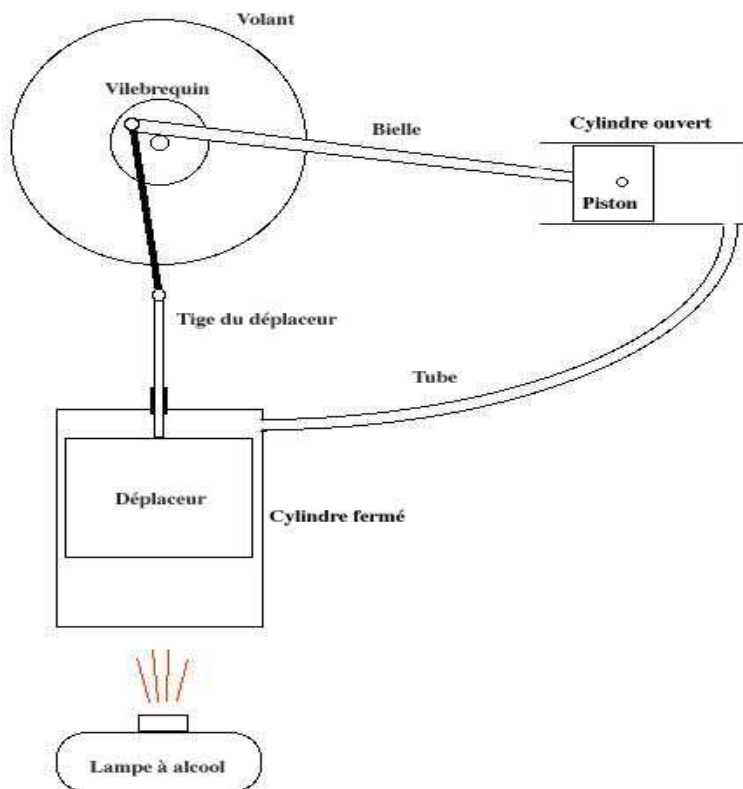 Volant
Vilebrequin
Bielle
Cylindre ouvert
Piston
Tige du déplaceur
Tube
Déplaceur
Cylindre fermé
Lampe à alcool